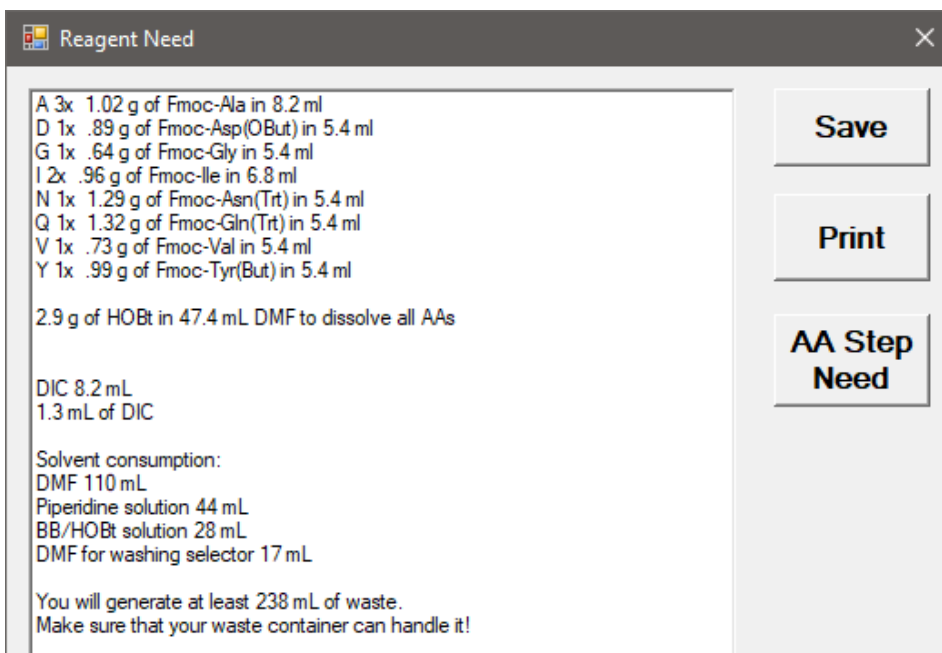 Reagent Need
A 3x 1.02 g of Fmoc-Ala in 8.2 ml
D 1x .89 g of Fmoc-Asp(OBut) in 5.4 ml
G 1x .64 g of Fmoc-Gly in 5.4 ml
I 2x .96 g of Fmoc-Ile in 6.8 ml
N 1x 1.29 g of Fmoc-Asn(Trt) in 5.4 ml
Q 1x 1.32 g of Fmoc-Gln(Trt) in 5.4 ml
V 1x .73 g of Fmoc-Val in 5.4 ml
Y 1x .99 g of Fmoc-Tyr(But) in 5.4 ml
2.9 g of HOBt in 47.4 mL DMF to dissolve all AAs
DIC 8.2 mL
1.3 mL of DIC
Solvent consumption:
DMF 110 mL
Piperidine solution 44 mL
BB/HOBt solution 28 mL
DMF for washing selector 17 mL
You will generate at least 238 mL of waste.
Make sure that your waste container can handle it!
Save
Print
AA Step
Need